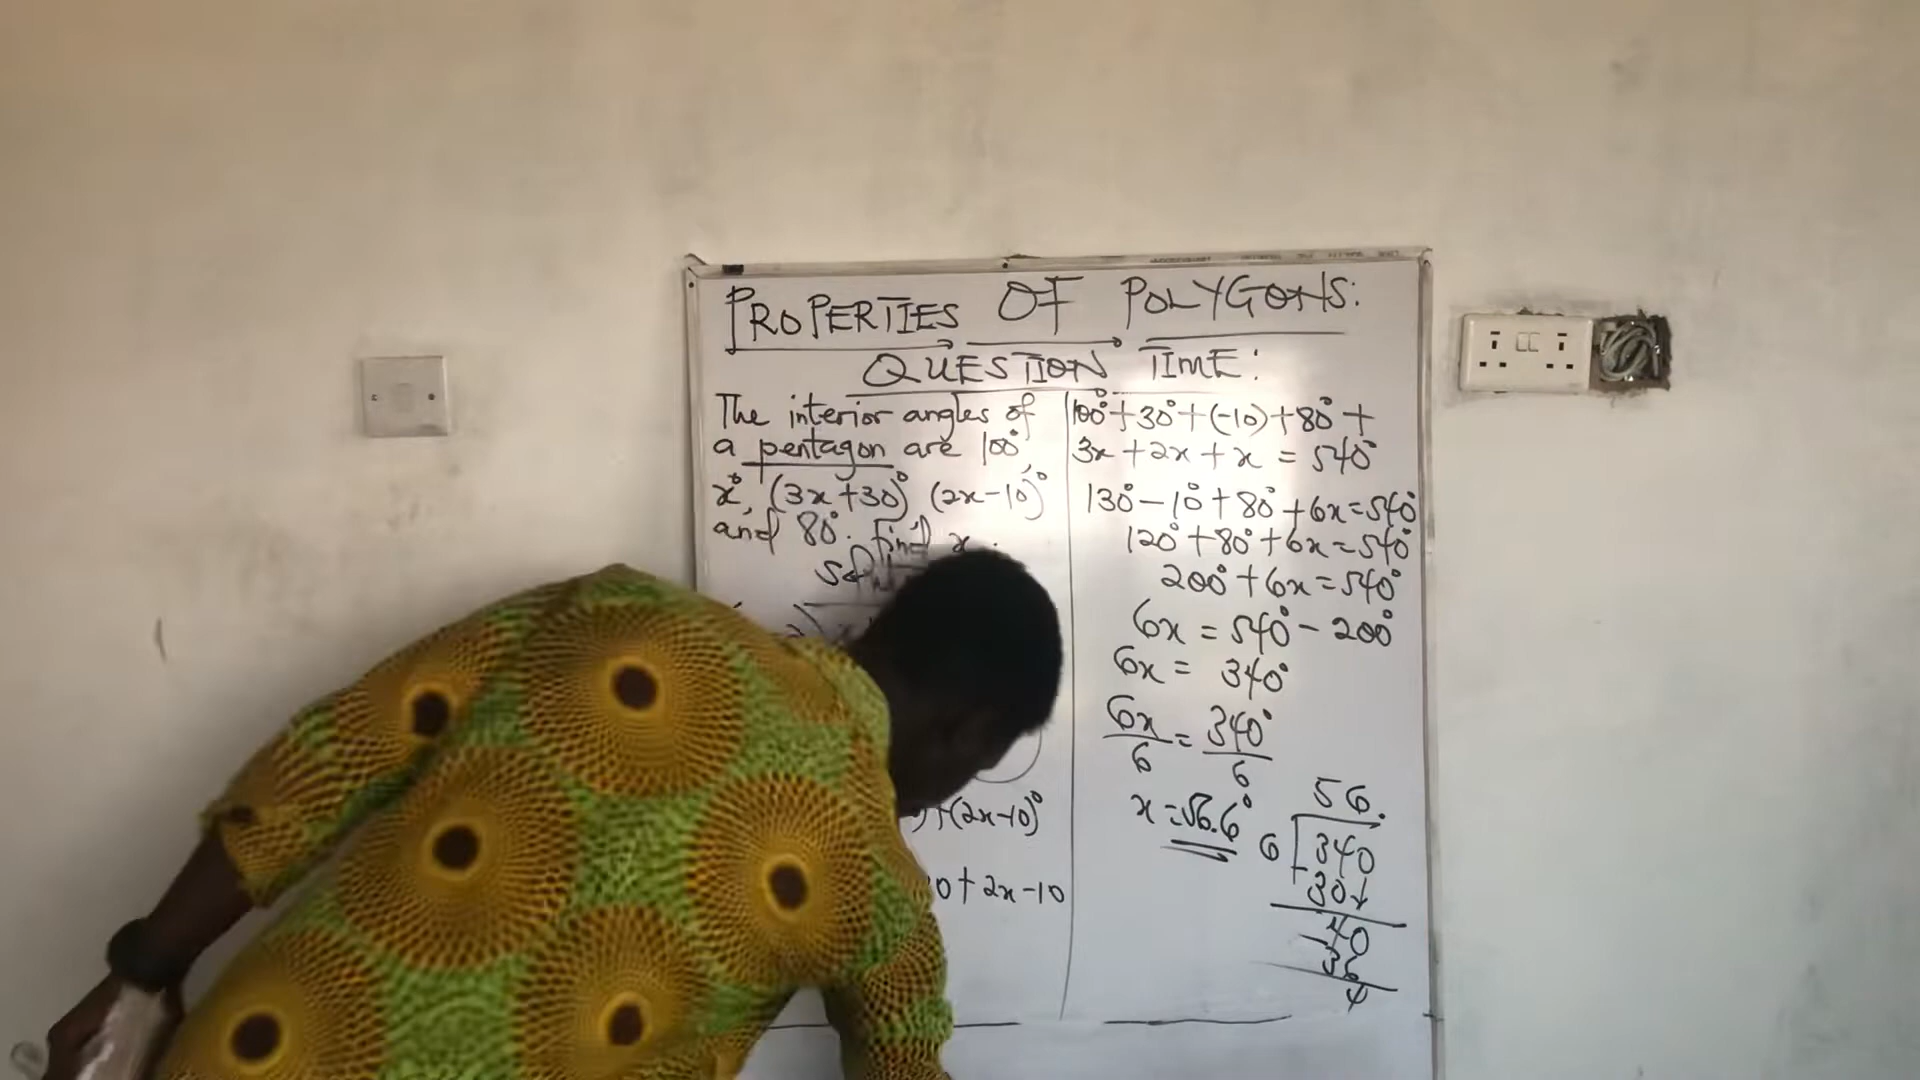 PROPERTIES OF POLYGONS:
QUESTION TIME:
The interior angles of
a pentagon are 100°,
x°, (3x+30)°, (2x-10)°
and 80°. Find x.
)+(2x-10)°
0+2x-10
100°+30°+(-10)+80°+
3x+2x+x=540°
130°-10°+80°+6x=540°
120°+80°+6x=540°
200°+6x=540°
6x=540°-200°
6x=340°
6x/6=340°/6
x=56.6°
56.
6 340
30↓
40
36
4